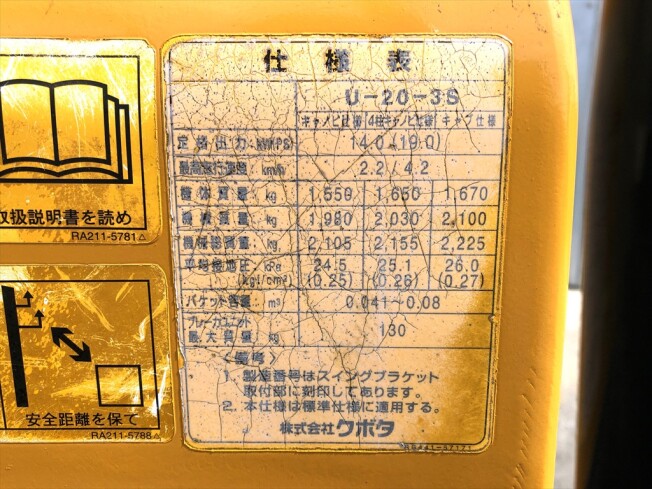 仕様表
U-20-3S
キャノピ仕様 4柱キャノピ仕様 キャブ仕様
定格出力 kW(PS) 14.0 (19.0)
最高走行速度 km/h 2.2/4.2
機体質量 kg 1,550 1,650 1,670
機械質量 kg 1,980 2,030 2,100
機械総質量 kg 2,105 2,155 2,225
平均接地圧 kPa 24.5 25.1 26.0
(kgf/cm²) (0.25) (0.26) (0.27)
バケット容量 m³ 0.041~0.08
ブレーカユニット
最大質量 kg 130
<備考>
1. 製造番号はスイングブラケット
取付部に刻印してあります。
2. 本仕様は標準仕様に適用する。
株式会社 クボタ
取扱説明書を読め
RA211-5781△
安全距離を保て
RA211-5788△